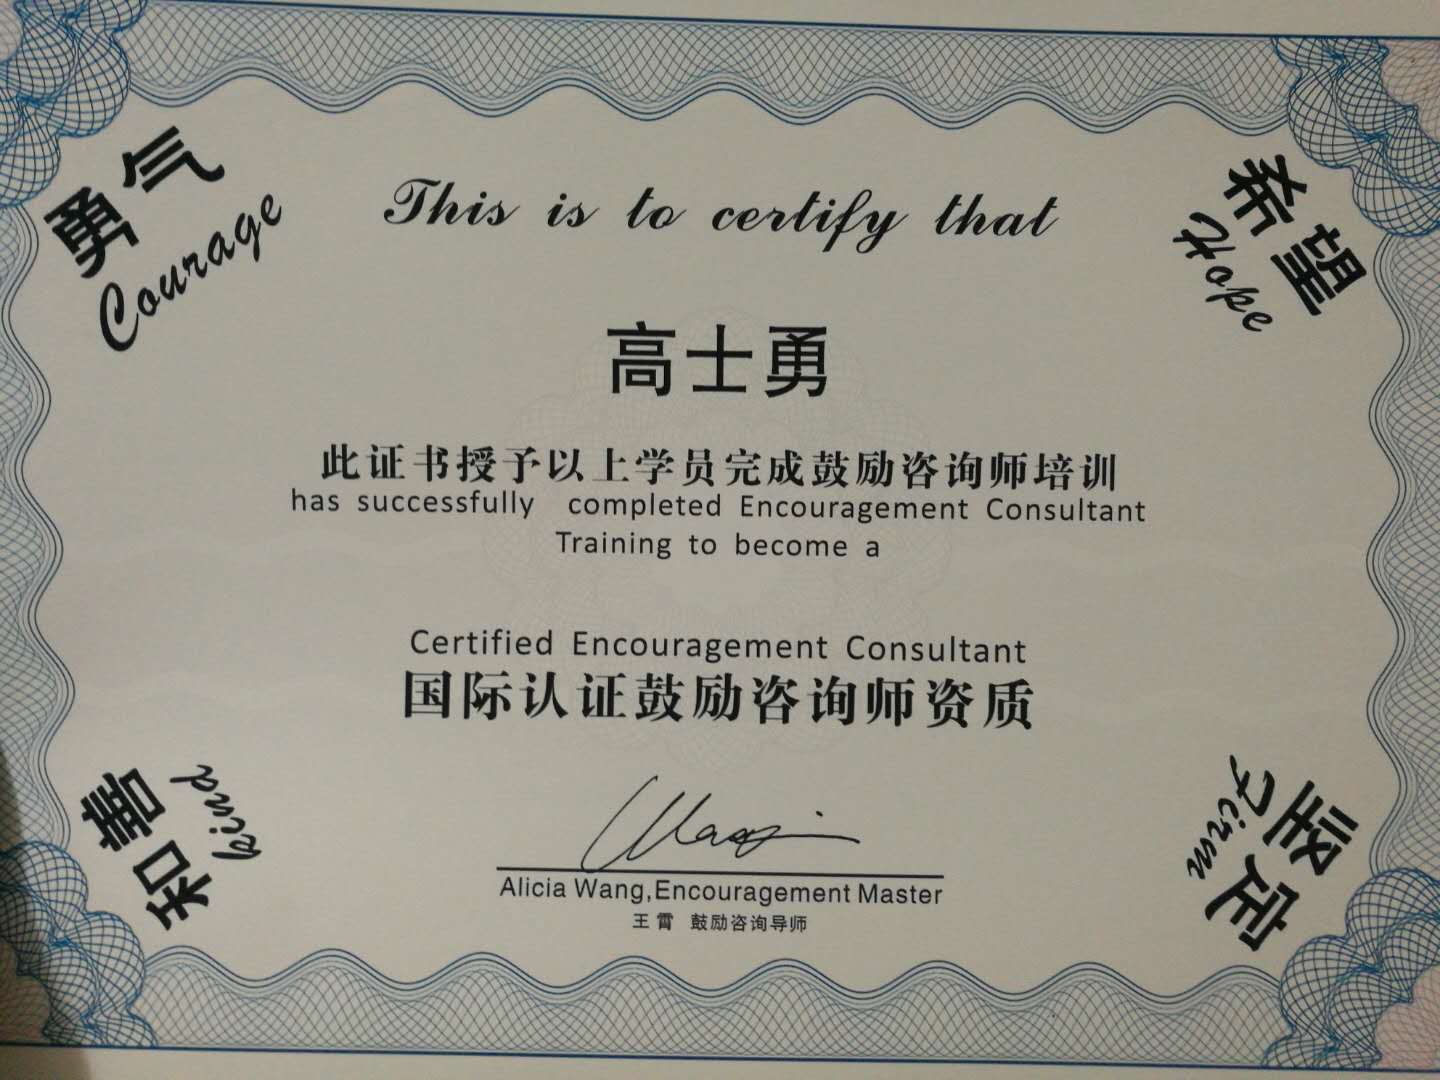 勇气
Courage
希望
Hope
This is to certify that
高士勇
此证书授予以上学员完成鼓励咨询师培训
has successfully completed Encouragement Consultant
Training to become a
Certified Encouragement Consultant
国际认证鼓励咨询师资质
和善
kind
坚定
Firm
Alicia Wang,Encouragement Master
王霄 鼓励咨询导师